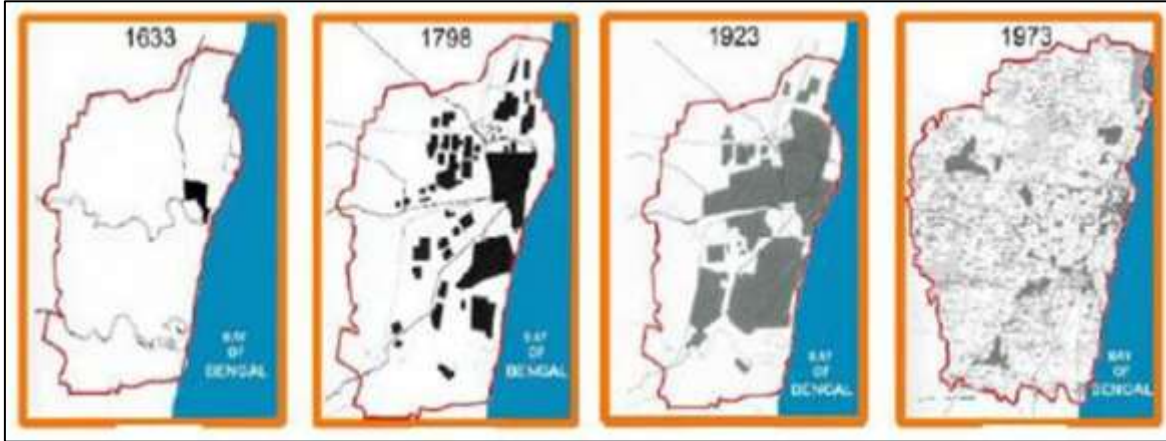 1633
BAY
OF
BENGAL
1798
BAY
OF
BENGAL
1923
BAY
OF
BENGAL
1973
BAY
OF
BENGAL